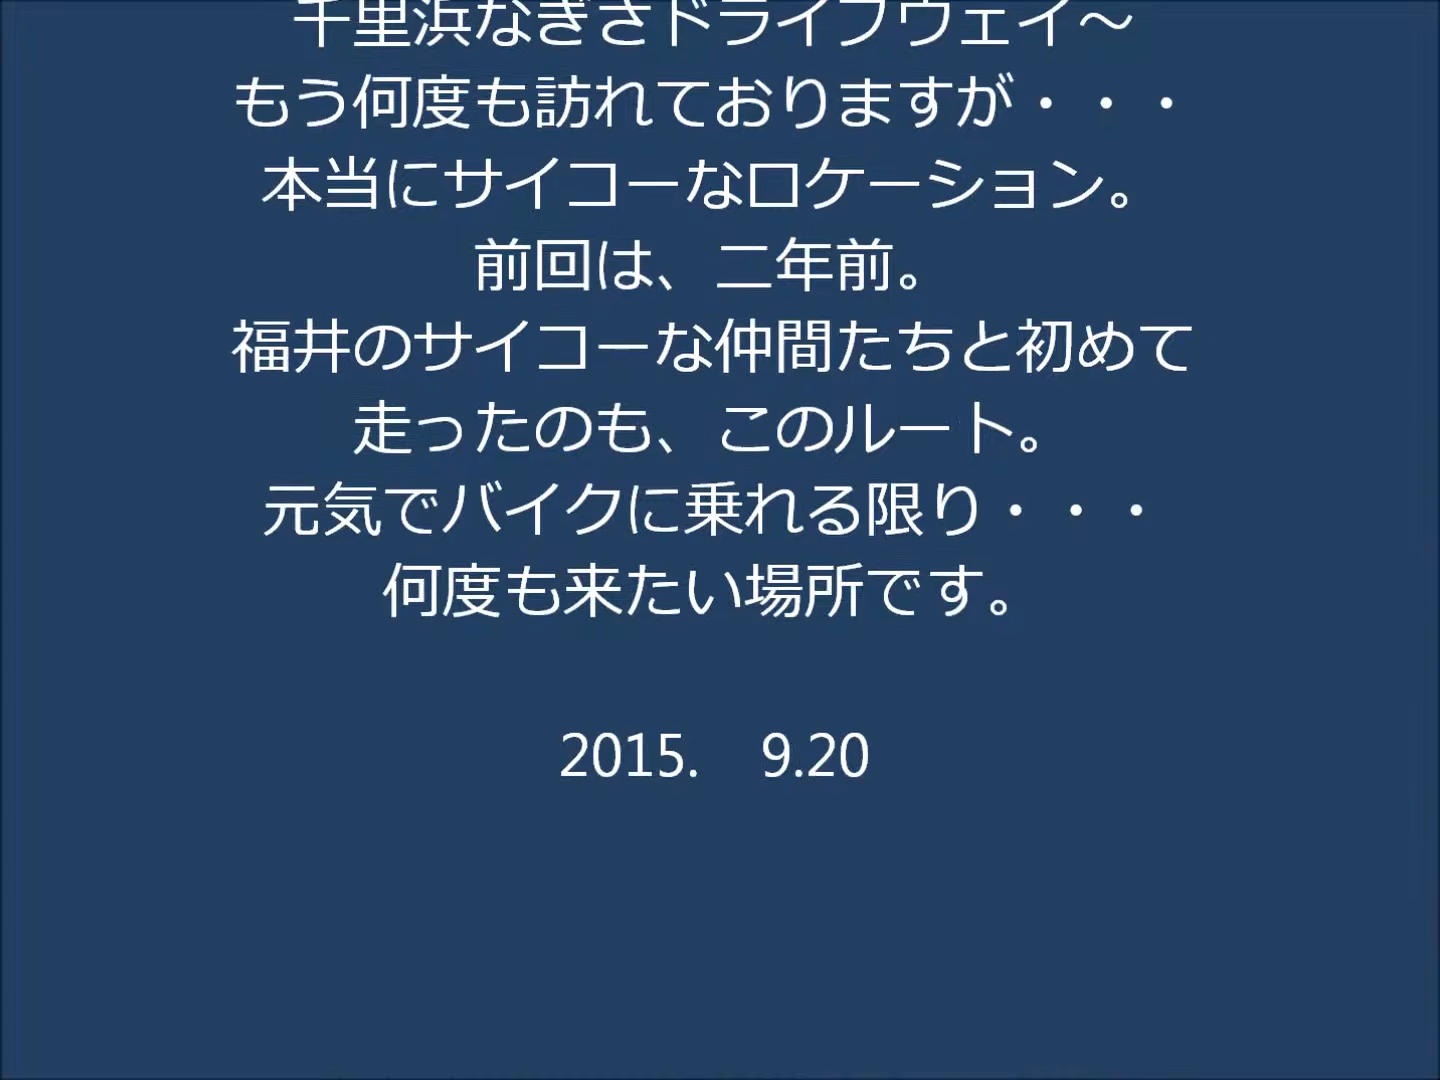 千里浜なぎさドライブウェイ～
もう何度も訪れておりますが・・・
本当にサイコーなロケーション。
前回は、二年前。
福井のサイコーな仲間たちと初めて
走ったのも、このルート。
元気でバイクに乗れる限り・・・
何度も来たい場所です。
2015.　9.20